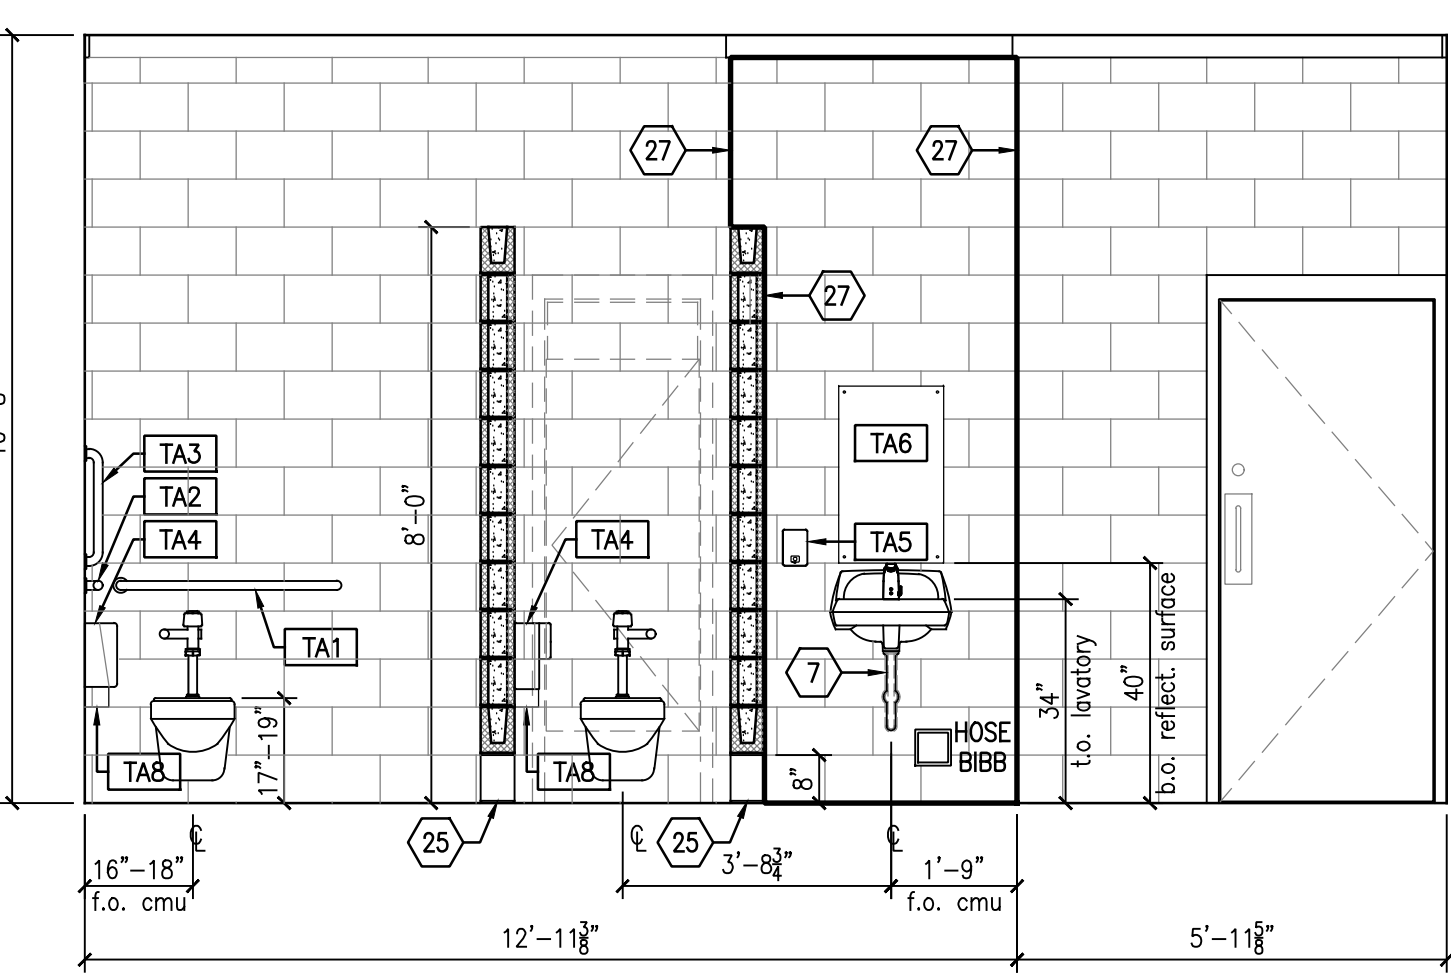 27
27
27
TA3
TA2
TA4
TA1
TA8
17"-19"
8'-0"
TA4
TA8
TA6
TA5
7
HOSE
BIBB
8"
34"
t.o. lavatory
40"
b.o. reflect. surface
25
25
℄
℄
℄
16"-18"
f.o. cmu
3'-8¾"
1'-9"
f.o. cmu
12'-11⅜"
5'-11⅝"